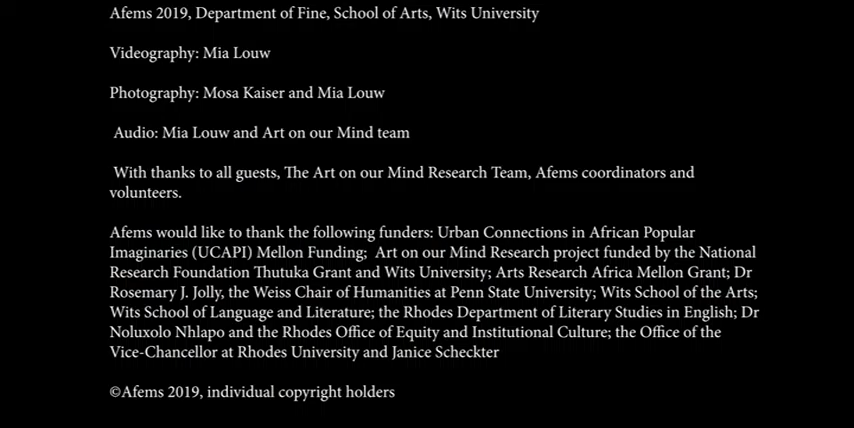 Afems 2019, Department of Fine, School of Arts, Wits University
Videography: Mia Louw
Photography: Mosa Kaiser and Mia Louw
Audio: Mia Louw and Art on our Mind team
With thanks to all guests, The Art on our Mind Research Team, Afems coordinators and
volunteers.
Afems would like to thank the following funders: Urban Connections in African Popular
Imaginaries (UCAPI) Mellon Funding;  Art on our Mind Research project funded by the National
Research Foundation Thutuka Grant and Wits University; Arts Research Africa Mellon Grant; Dr
Rosemary J. Jolly, the Weiss Chair of Humanities at Penn State University; Wits School of the Arts;
Wits School of Language and Literature; the Rhodes Department of Literary Studies in English; Dr
Noluxolo Nhlapo and the Rhodes Office of Equity and Institutional Culture; the Office of the
Vice-Chancellor at Rhodes University and Janice Scheckter
©Afems 2019, individual copyright holders